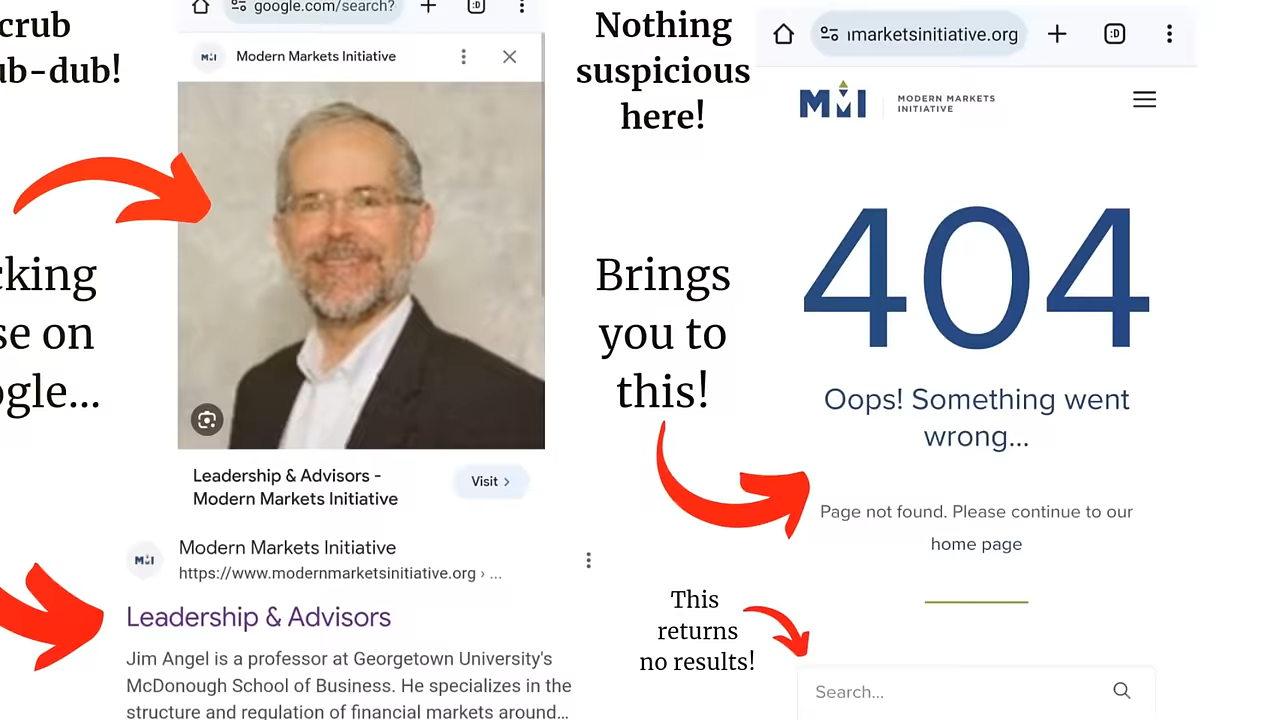 crub
ub-dub!
cking
se on
ogle...
google.com/search?
:D
MMI
Modern Markets Initiative
Leadership & Advisors -
Modern Markets Initiative
Visit >
MMI
Modern Markets Initiative
https://www.modernmarketsinitiative.org › ...
Leadership & Advisors
Jim Angel is a professor at Georgetown University's
McDonough School of Business. He specializes in the
structure and regulation of financial markets around...
Nothing
suspicious
here!
Brings
you to
this!
This
returns
no results!
marketsinitiative.org
:D
MMI
MODERN MARKETS
INITIATIVE
404
Oops! Something went
wrong...
Page not found. Please continue to our
home page
Search...